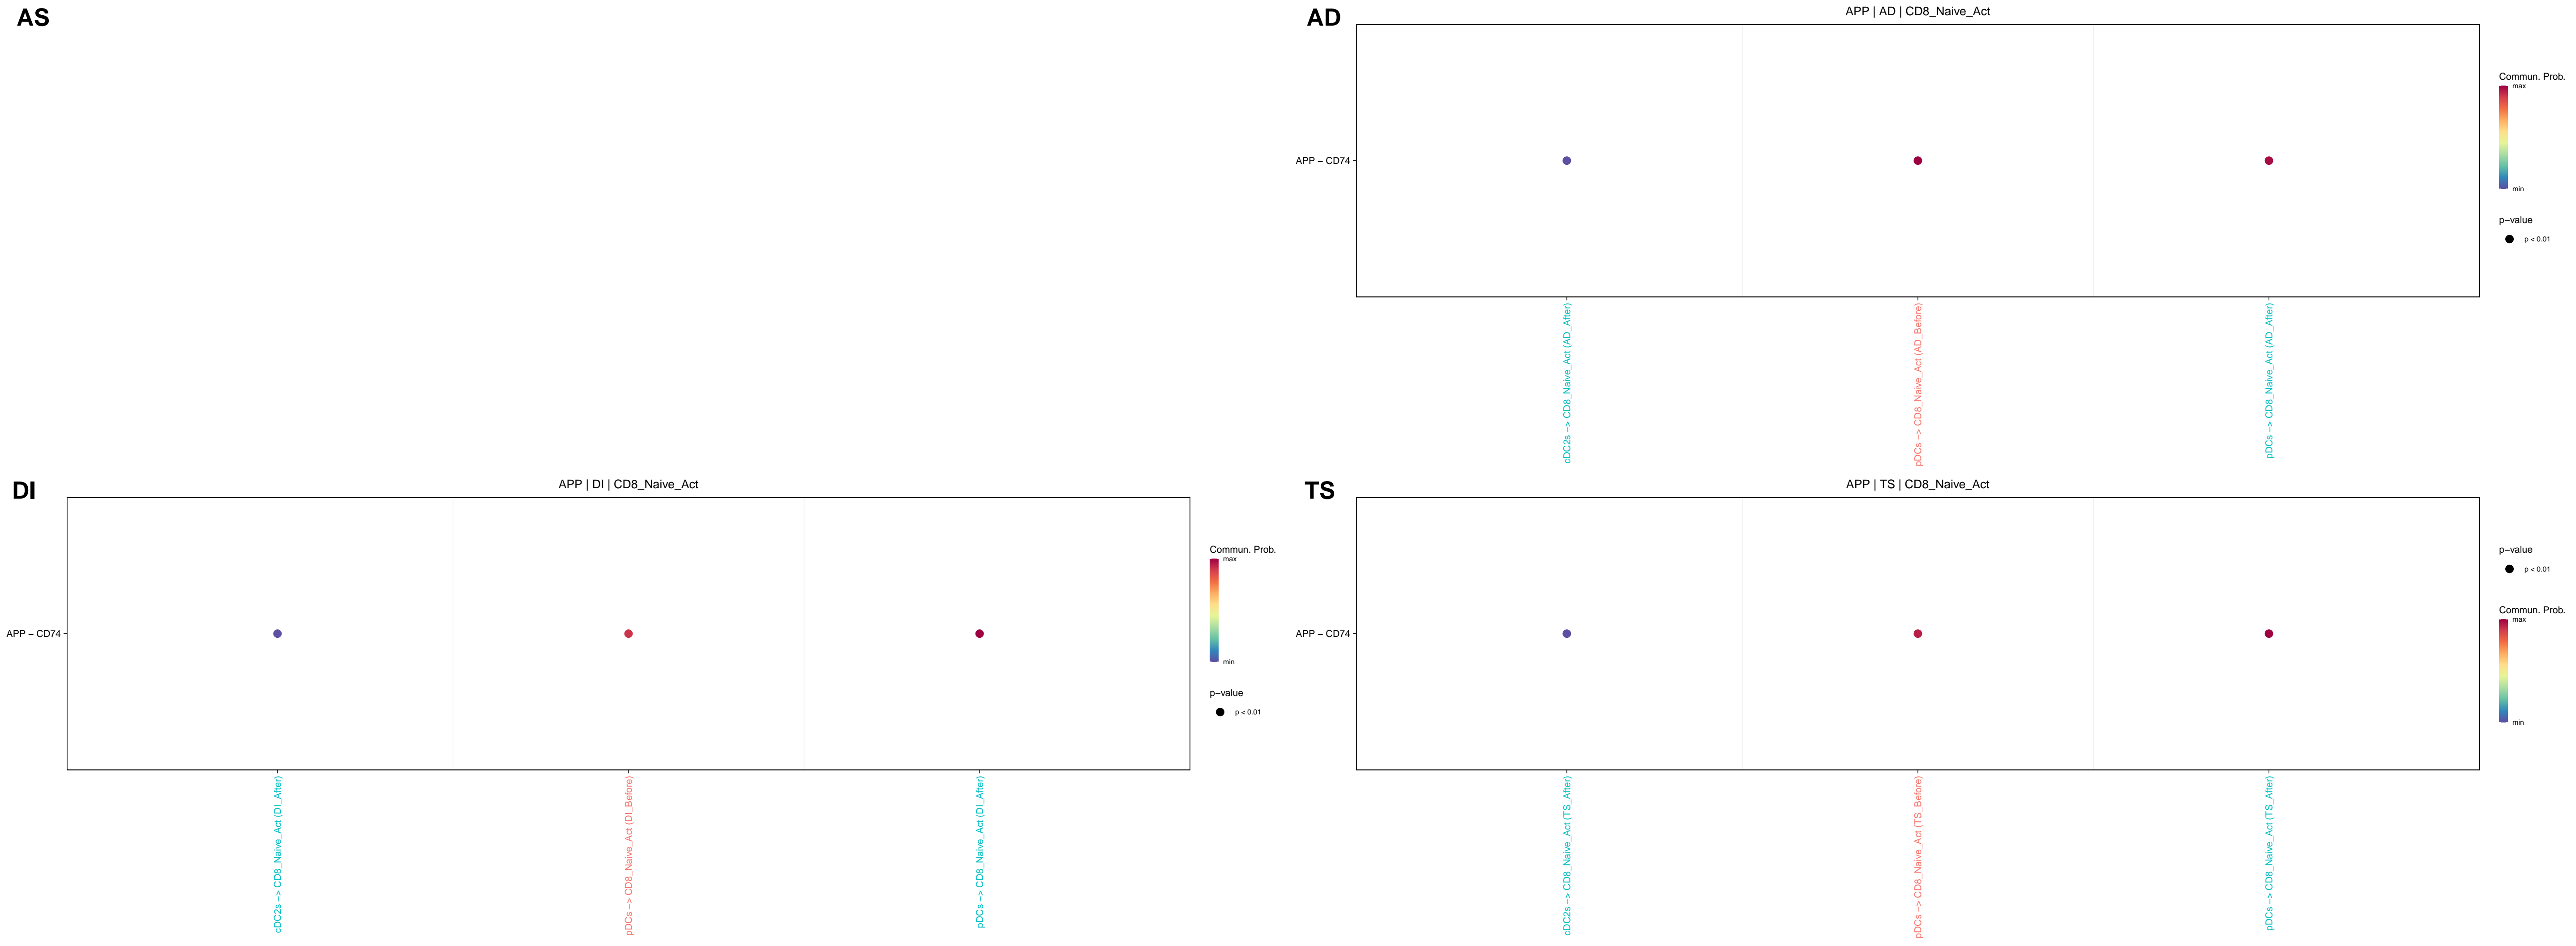 AS
AD
APP | AD | CD8_Naive_Act
APP − CD74
cDC2s −> CD8_Naive_Act (AD_After)
pDCs −> CD8_Naive_Act (AD_Before)
pDCs −> CD8_Naive_Act (AD_After)
Commun. Prob.
max
min
p−value
p < 0.01
DI
APP | DI | CD8_Naive_Act
APP − CD74
cDC2s −> CD8_Naive_Act (DI_After)
pDCs −> CD8_Naive_Act (DI_Before)
pDCs −> CD8_Naive_Act (DI_After)
Commun. Prob.
max
min
p−value
p < 0.01
TS
APP | TS | CD8_Naive_Act
APP − CD74
cDC2s −> CD8_Naive_Act (TS_After)
pDCs −> CD8_Naive_Act (TS_Before)
pDCs −> CD8_Naive_Act (TS_After)
p−value
p < 0.01
Commun. Prob.
max
min